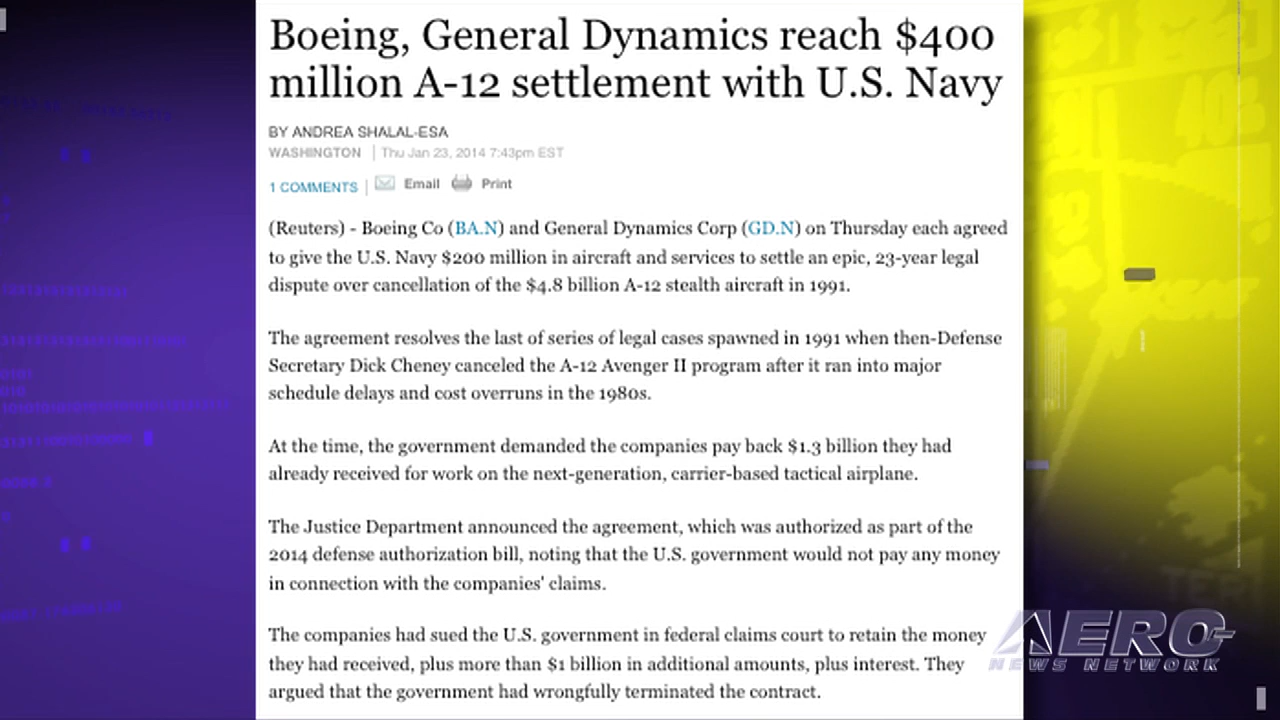 Boeing, General Dynamics reach $400
million A-12 settlement with U.S. Navy
BY ANDREA SHALAL-ESA
WASHINGTON | Thu Jan 23, 2014 7:43pm EST
1 COMMENTS | Email Print
(Reuters) - Boeing Co (BA.N) and General Dynamics Corp (GD.N) on Thursday each agreed
to give the U.S. Navy $200 million in aircraft and services to settle an epic, 23-year legal
dispute over cancellation of the $4.8 billion A-12 stealth aircraft in 1991.
The agreement resolves the last of series of legal cases spawned in 1991 when then-Defense
Secretary Dick Cheney canceled the A-12 Avenger II program after it ran into major
schedule delays and cost overruns in the 1980s.
At the time, the government demanded the companies pay back $1.3 billion they had
already received for work on the next-generation, carrier-based tactical airplane.
The Justice Department announced the agreement, which was authorized as part of the
2014 defense authorization bill, noting that the U.S. government would not pay any money
in connection with the companies' claims.
The companies had sued the U.S. government in federal claims court to retain the money
they had received, plus more than $1 billion in additional amounts, plus interest. They
argued that the government had wrongfully terminated the contract.
AERO-
NEWS NETWORK